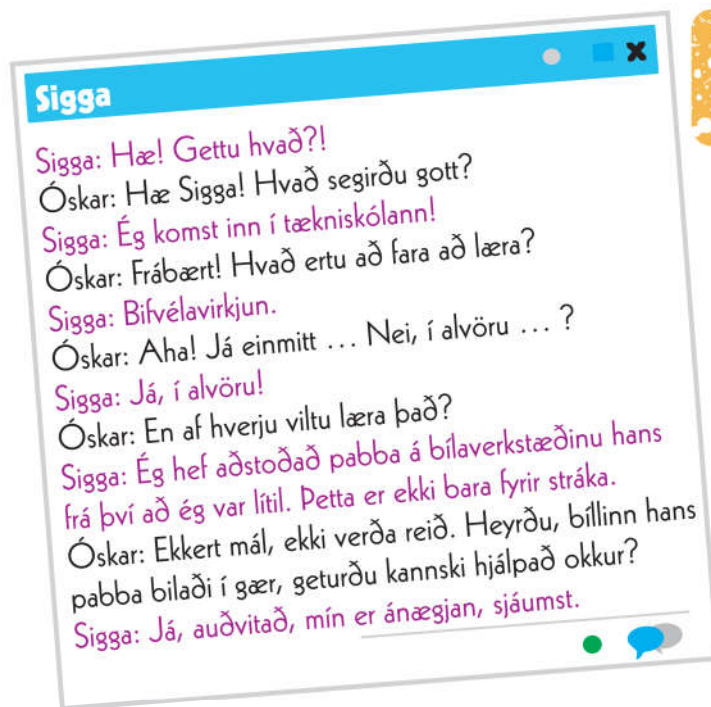 Sigga
Sigga: Hæ! Gettu hvað?!
Óskar: Hæ Sigga! Hvað segirðu gott?
Sigga: Ég komst inn í tækniskólann!
Óskar: Frábært! Hvað ertu að fara að læra?
Sigga: Bifvélavirkjun.
Óskar: Aha! Já einmitt ... Nei, í alvöru ... ?
Sigga: Já, í alvöru!
Óskar: En af hverju viltu læra það?
Sigga: Ég hef aðstoðað pabba á bílaverkstæðinu hans
frá því að ég var lítil. Þetta er ekki bara fyrir stráka.
Óskar: Ekkert mál, ekki verða reið. Heyrðu, bíllinn hans
pabba bilaði í gær, geturðu kannski hjálpað okkur?
Sigga: Já, auðvitað, mín er ánægjan, sjáumst.